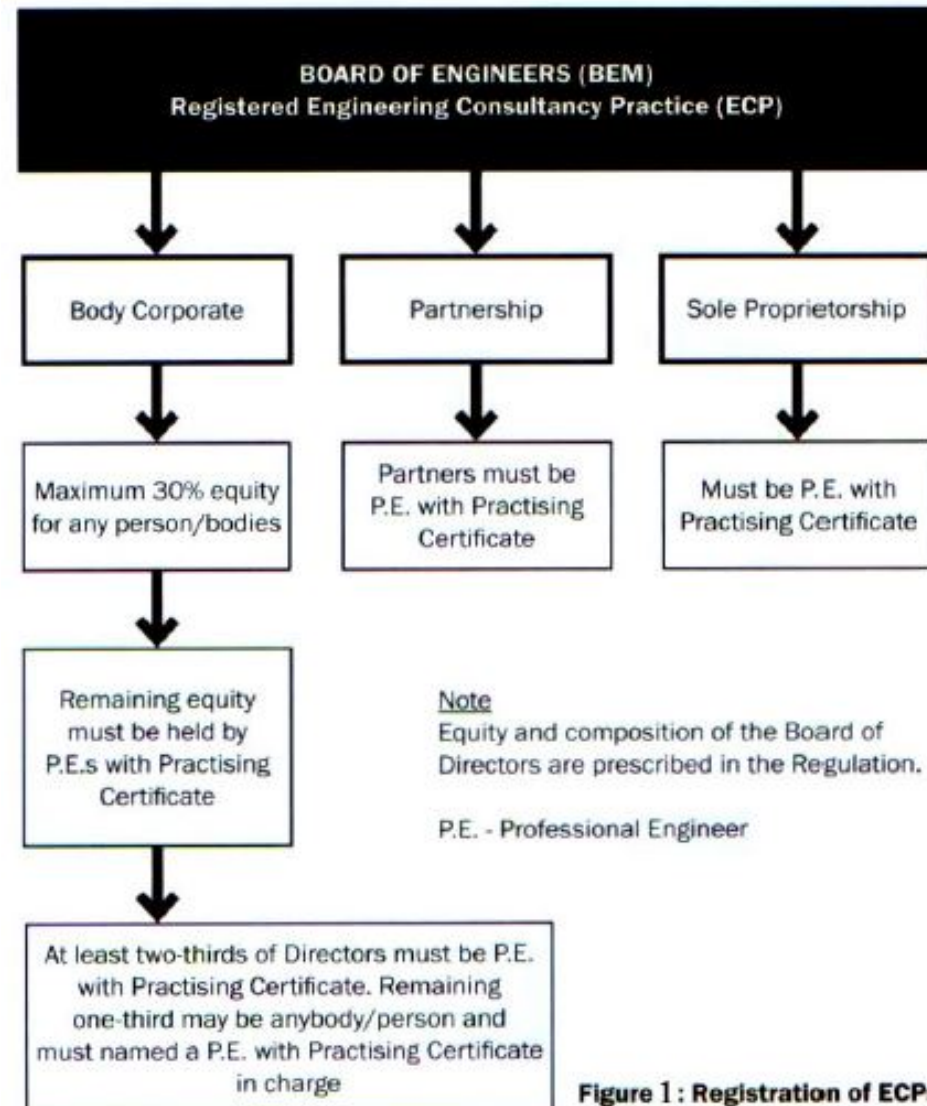 BOARD OF ENGINEERS (BEM)
Registered Engineering Consultancy Practice (ECP)
Body Corporate
Partnership
Sole Proprietorship
Maximum 30% equity
for any person/bodies
Partners must be
P.E. with Practising
Certificate
Must be P.E. with
Practising Certificate
Remaining equity
must be held by
P.E.s with Practising
Certificate
Note
Equity and composition of the Board of
Directors are prescribed in the Regulation.
P.E. - Professional Engineer
At least two-thirds of Directors must be P.E.
with Practising Certificate. Remaining
one-third may be anybody/person and
must named a P.E. with Practising Certificate
in charge
Figure 1: Registration of ECP